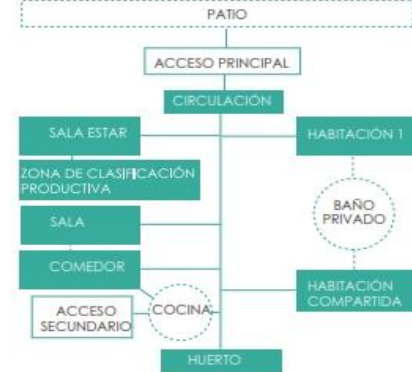 PATIO
ACCESO PRINCIPAL
CIRCULACIÓN
SALA ESTAR
HABITACIÓN 1
ZONA DE CLASIFICACIÓN
PRODUCTIVA
BAÑO
PRIVADO
SALA
COMEDOR
HABITACIÓN
COMPARTIDA
ACCESO
SECUNDARIO
COCINA
HUERTO